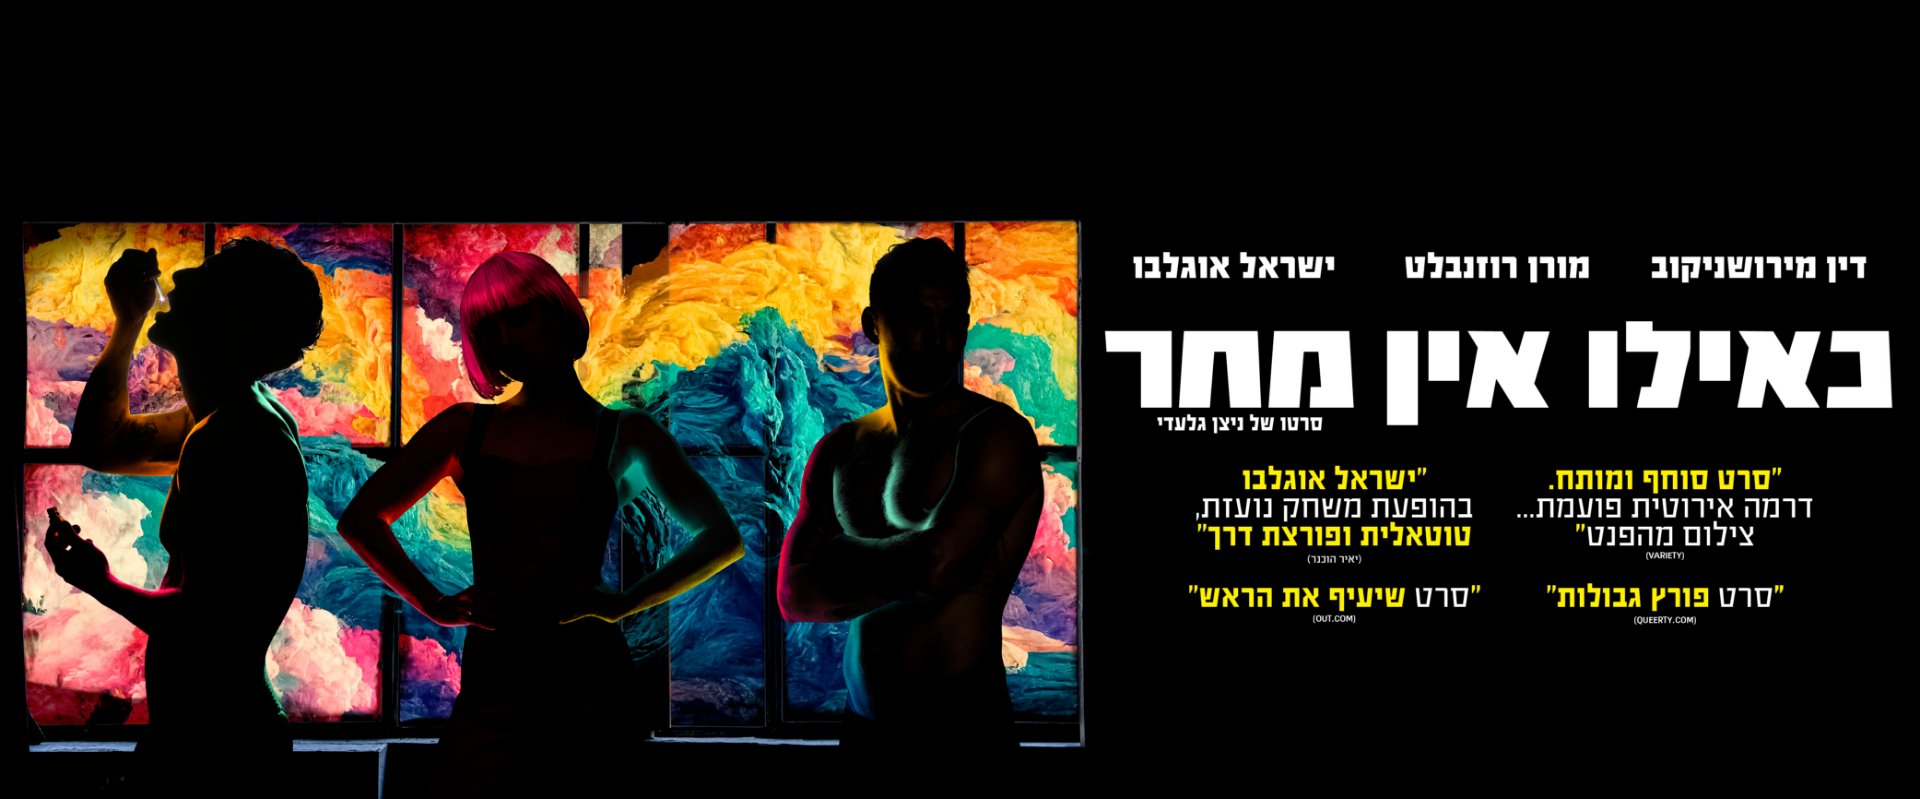 דין מירושניקוב מורן רוזנבלט ישראל אוגלבו
כאילו אין מחר
סרטו של ניצן גלעדי
"סרט סוחף ומותח.
דרמה אירוטית פועמת...
צילום מהפנט"
(VARIETY)
"ישראל אוגלבו
בהופעת משחק נועזת,
טוטאלית ופורצת דרך"
(יאיר הוכנר)
"סרט פורץ גבולות"
(QUEERTY.COM)
"סרט שיעיף את הראש"
(OUT.COM)